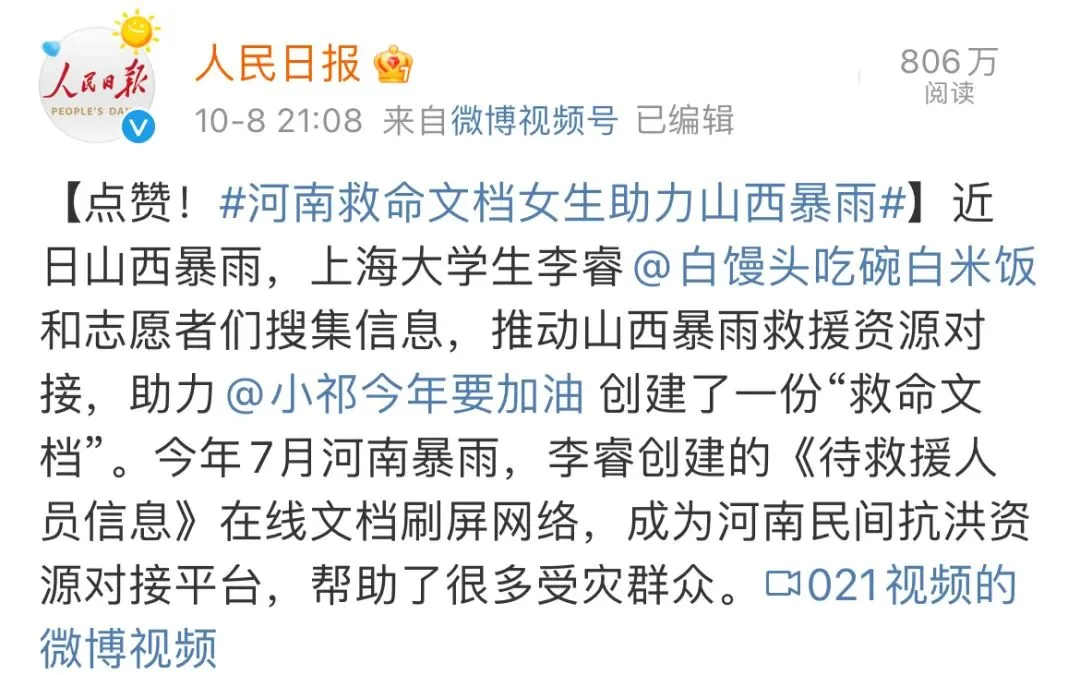 人民日报
PEOPLE'S DA
人民日报
806万
阅读
10-8 21:08 来自微博视频号 已编辑
【点赞！#河南救命文档女生助力山西暴雨#】近
日山西暴雨，上海大学生李睿@白馒头吃碗白米饭
和志愿者们搜集信息，推动山西暴雨救援资源对
接，助力@小祁今年要加油 创建了一份“救命文
档”。今年7月河南暴雨，李睿创建的《待救援人
员信息》在线文档刷屏网络，成为河南民间抗洪资
源对接平台，帮助了很多受灾群众。021视频的
微博视频